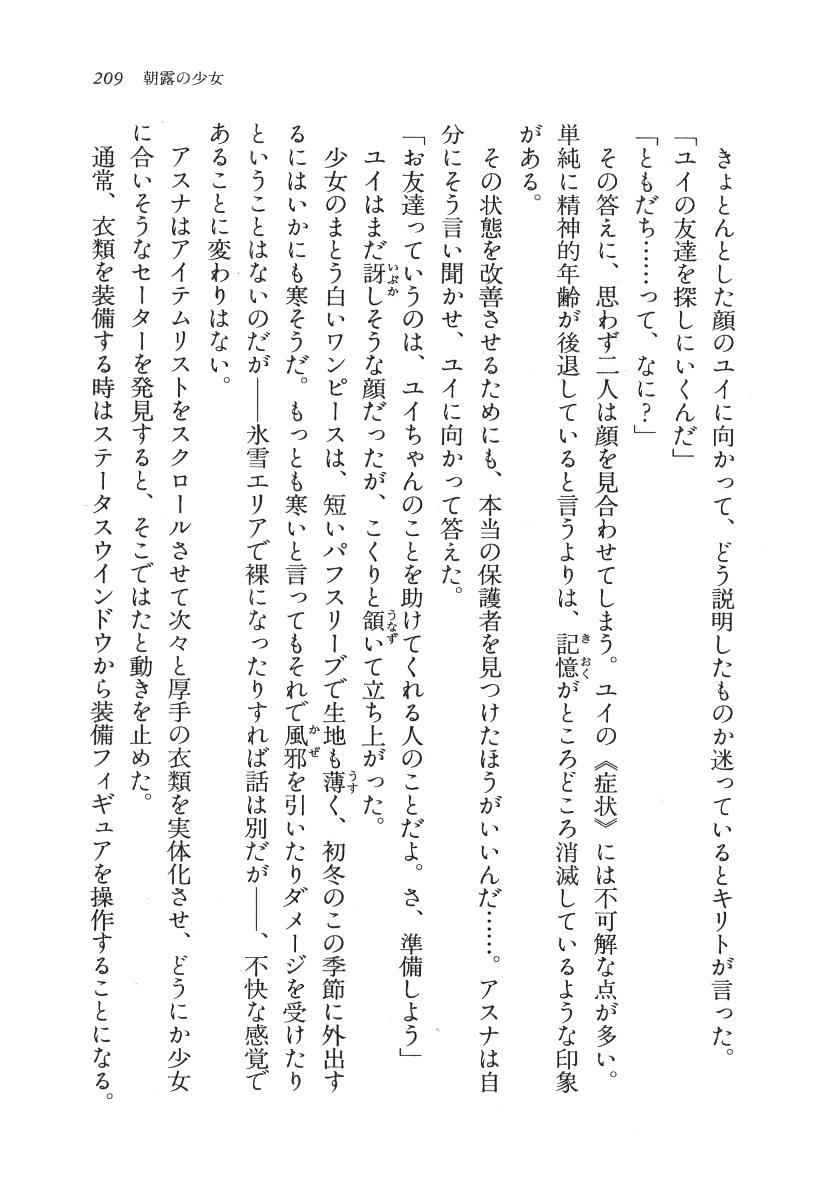 209 朝露の少女
きょとんとした顔のユイに向かって、どう説明したものか迷っているとキリトが言った。
「ユイの友達を探しにいくんだ」
「ともだち……って、なに？」
その答えに、思わず二人は顔を見合わせてしまう。ユイの《症状》には不可解な点が多い。
単純に精神的年齢が後退していると言うよりは、記憶がところどころ消滅しているような印象
がある。
その状態を改善させるためにも、本当の保護者を見つけたほうがいいんだ……。アスナは自
分にそう言い聞かせ、ユイに向かって答えた。
「お友達っていうのは、ユイちゃんのことを助けてくれる人のことだよ。さ、準備しよう」
ユイはまだ訝しそうな顔だったが、こくりと頷いて立ち上がった。
少女のまとう白いワンピースは、短いパフスリーブで生地も薄く、初冬のこの季節に外出す
るにはいかにも寒そうだ。もっとも寒いと言ってもそれで風邪を引いたりダメージを受けたり
ということはないのだが――氷雪エリアで裸になったりすれば話は別だが――、不快な感覚で
あることに変わりはない。
アスナはアイテムリストをスクロールさせて次々と厚手の衣類を実体化させ、どうにか少女
に合いそうなセーターを発見すると、そこではたと動きを止めた。
通常、衣類を装備する時はステータスウインドウから装備フィギュアを操作することになる。